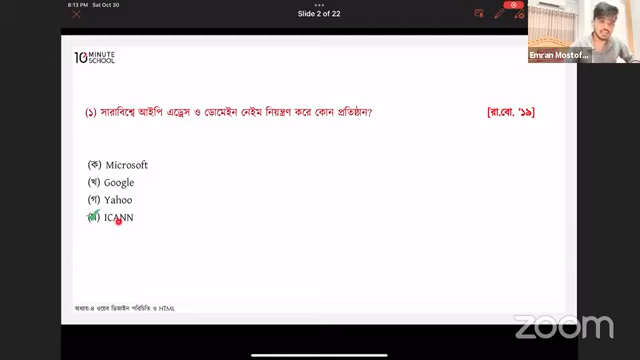 8:13 PM Sat Oct 30
Slide 2 of 22
Emran Mostof...
10 MINUTE SCHOOL
(১) সারাবিশ্বে আইপি এড্রেস ও ডোমেইন নেইম নিয়ন্ত্রণ করে কোন প্রতিষ্ঠান? [রা.বো. '১৯]
(ক) Microsoft
(খ) Google
(গ) Yahoo
(ঘ) ICANN
অধ্যায়-৪ ওয়েব ডিজাইন পরিচিতি ও HTML
zoom